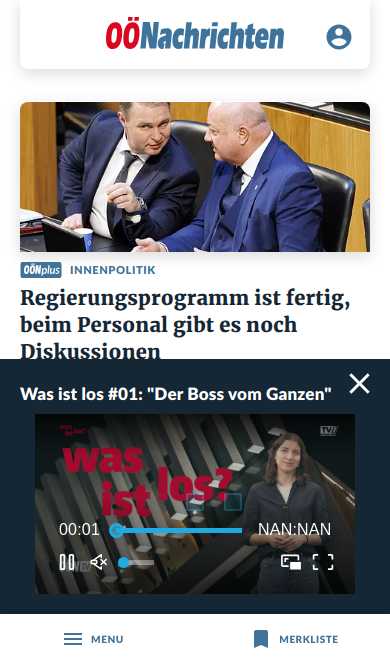 OÖNachrichten
OÖNplus INNENPOLITIK
Regierungsprogramm ist fertig,
beim Personal gibt es noch
Diskussionen
Was ist los #01: "Der Boss vom Ganzen"
was
ist los?
00:01 NAN:NAN
MENU MERKLISTE